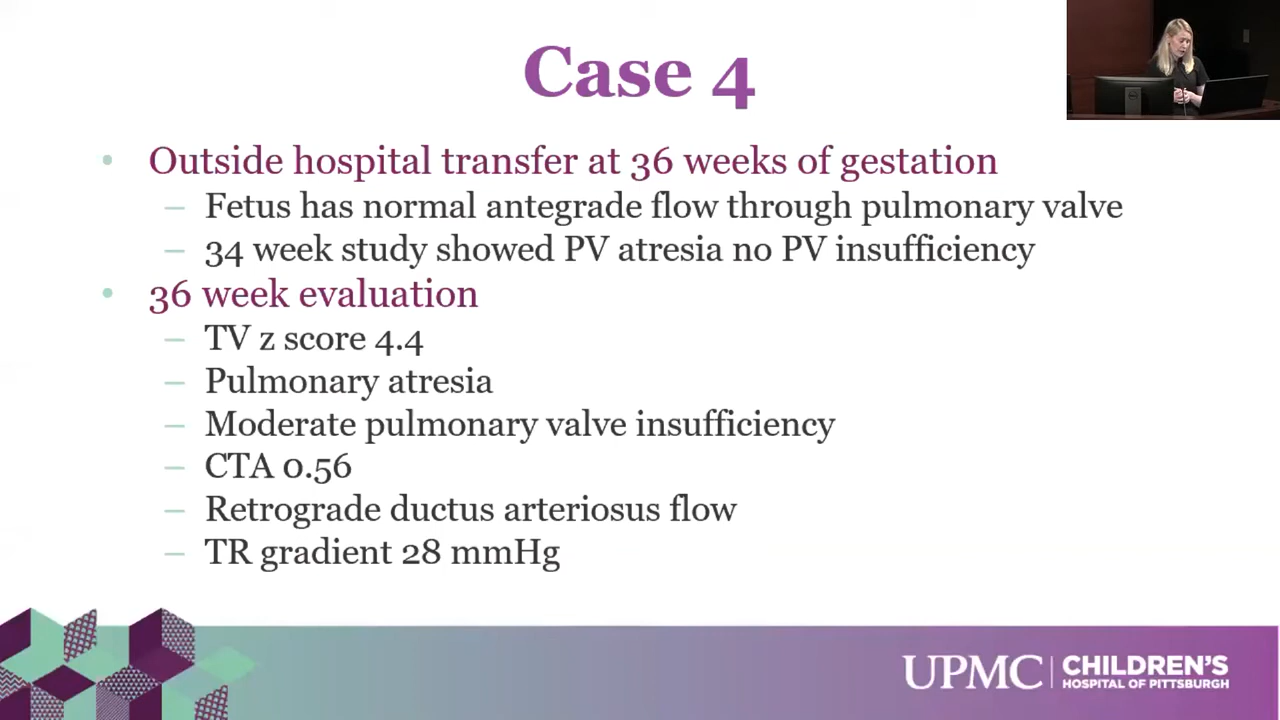 Case 4
• Outside hospital transfer at 36 weeks of gestation
– Fetus has normal antegrade flow through pulmonary valve
– 34 week study showed PV atresia no PV insufficiency
• 36 week evaluation
– TV z score 4.4
– Pulmonary atresia
– Moderate pulmonary valve insufficiency
– CTA 0.56
– Retrograde ductus arteriosus flow
– TR gradient 28 mmHg
UPMC | CHILDREN'S
HOSPITAL OF PITTSBURGH